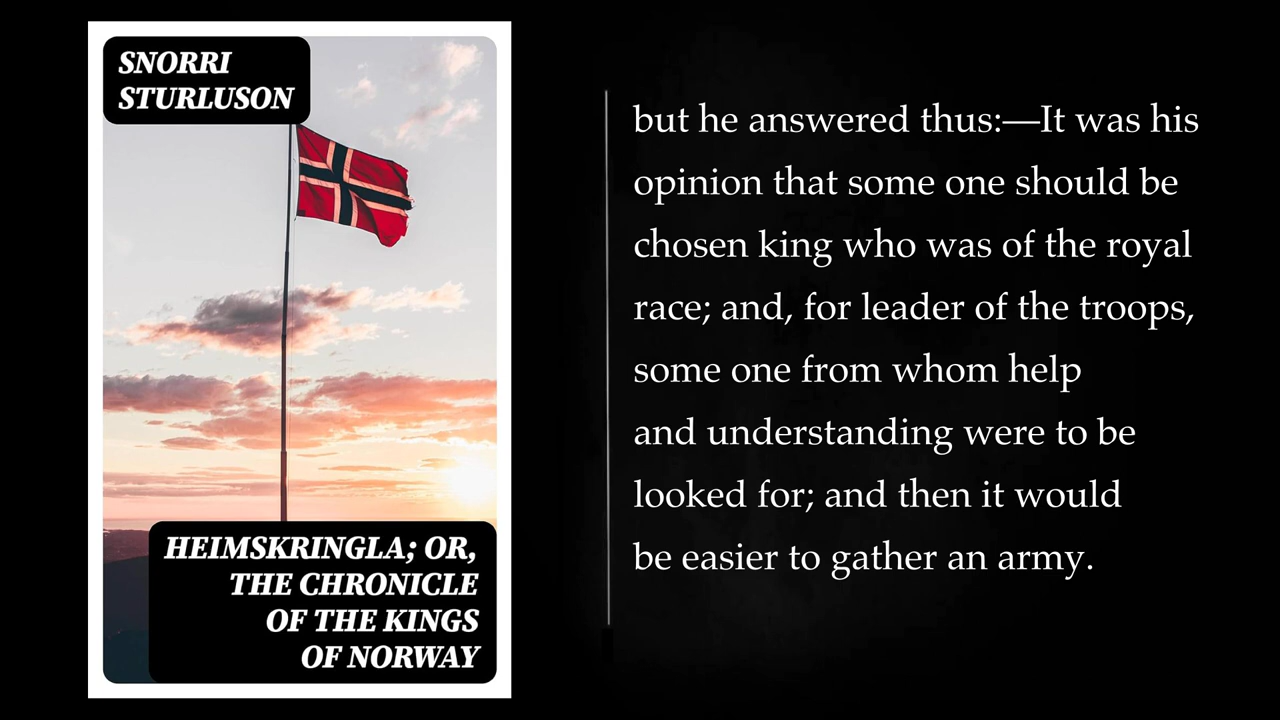 SNORRI
STURLUSON
HEIMSKRINGLA; OR,
THE CHRONICLE
OF THE KINGS
OF NORWAY
but he answered thus:—It was his
opinion that some one should be
chosen king who was of the royal
race; and, for leader of the troops,
some one from whom help
and understanding were to be
looked for; and then it would
be easier to gather an army.